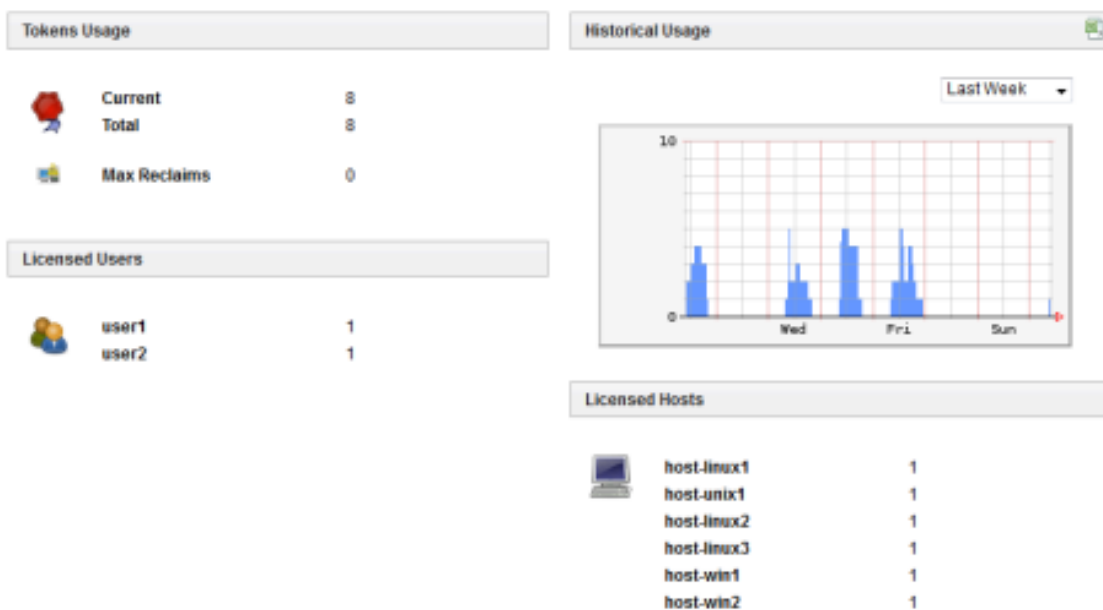 Tokens Usage
Current 8
Total 8
Max Reclaims 0
Licensed Users
user1 1
user2 1
Historical Usage
Last Week
10
0
Wed Fri Sun
Licensed Hosts
host-linux1 1
host-unix1 1
host-linux2 1
host-linux3 1
host-win1 1
host-win2 1